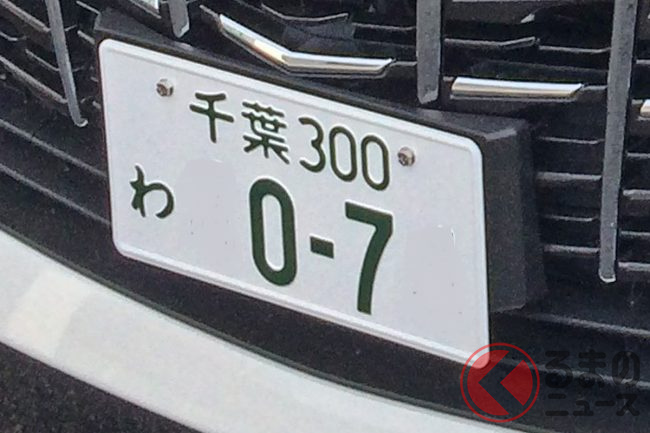 千葉300
わ 0-7
くるまの
ニュース